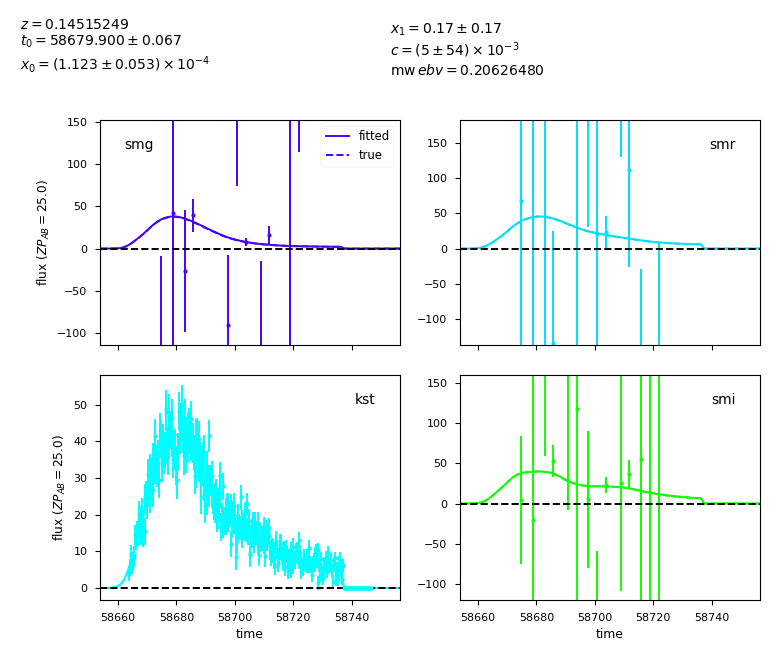 z = 0.14515249
t₀ = 58679.900 ± 0.067
x₀ = (1.123 ± 0.053) × 10⁻⁴
x₁ = 0.17 ± 0.17
c = (5 ± 54) × 10⁻³
mw ebv = 0.20626480
150
100
50
0
−50
−100
flux (ZP_AB = 25.0)
smg
fitted
true
150
100
50
0
−50
−100
smr
50
40
30
20
10
0
flux (ZP_AB = 25.0)
kst
58660 58680 58700 58720 58740
time
150
100
50
0
−50
−100
smi
58660 58680 58700 58720 58740
time